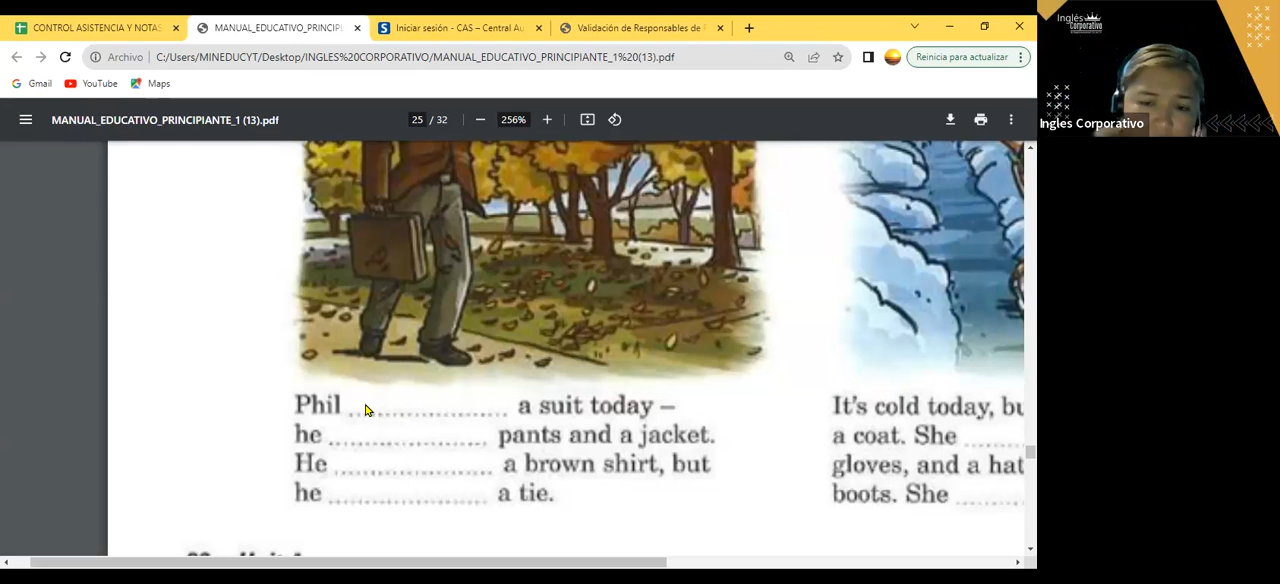 CONTROL ASISTENCIA Y NOTAS
MANUAL_EDUCATIVO_PRINCIPI
Iniciar sesión - CAS – Central Au
Validación de Responsables de
Archivo
C:/Users/MINEDUCYT/Desktop/INGLES%20CORPORATIVO/MANUAL_EDUCATIVO_PRINCIPIANTE_1%20(13).pdf
Reinicia para actualizar
Gmail
YouTube
Maps
MANUAL_EDUCATIVO_PRINCIPIANTE_1 (13).pdf
25 / 32
256%
Inglés
Corporativo
Ingles Corporativo
Phil .................... a suit today –
he .................... pants and a jacket.
He .................... a brown shirt, but
he .................... a tie.
It's cold today, bu
a coat. She ........
gloves, and a hat
boots. She ........